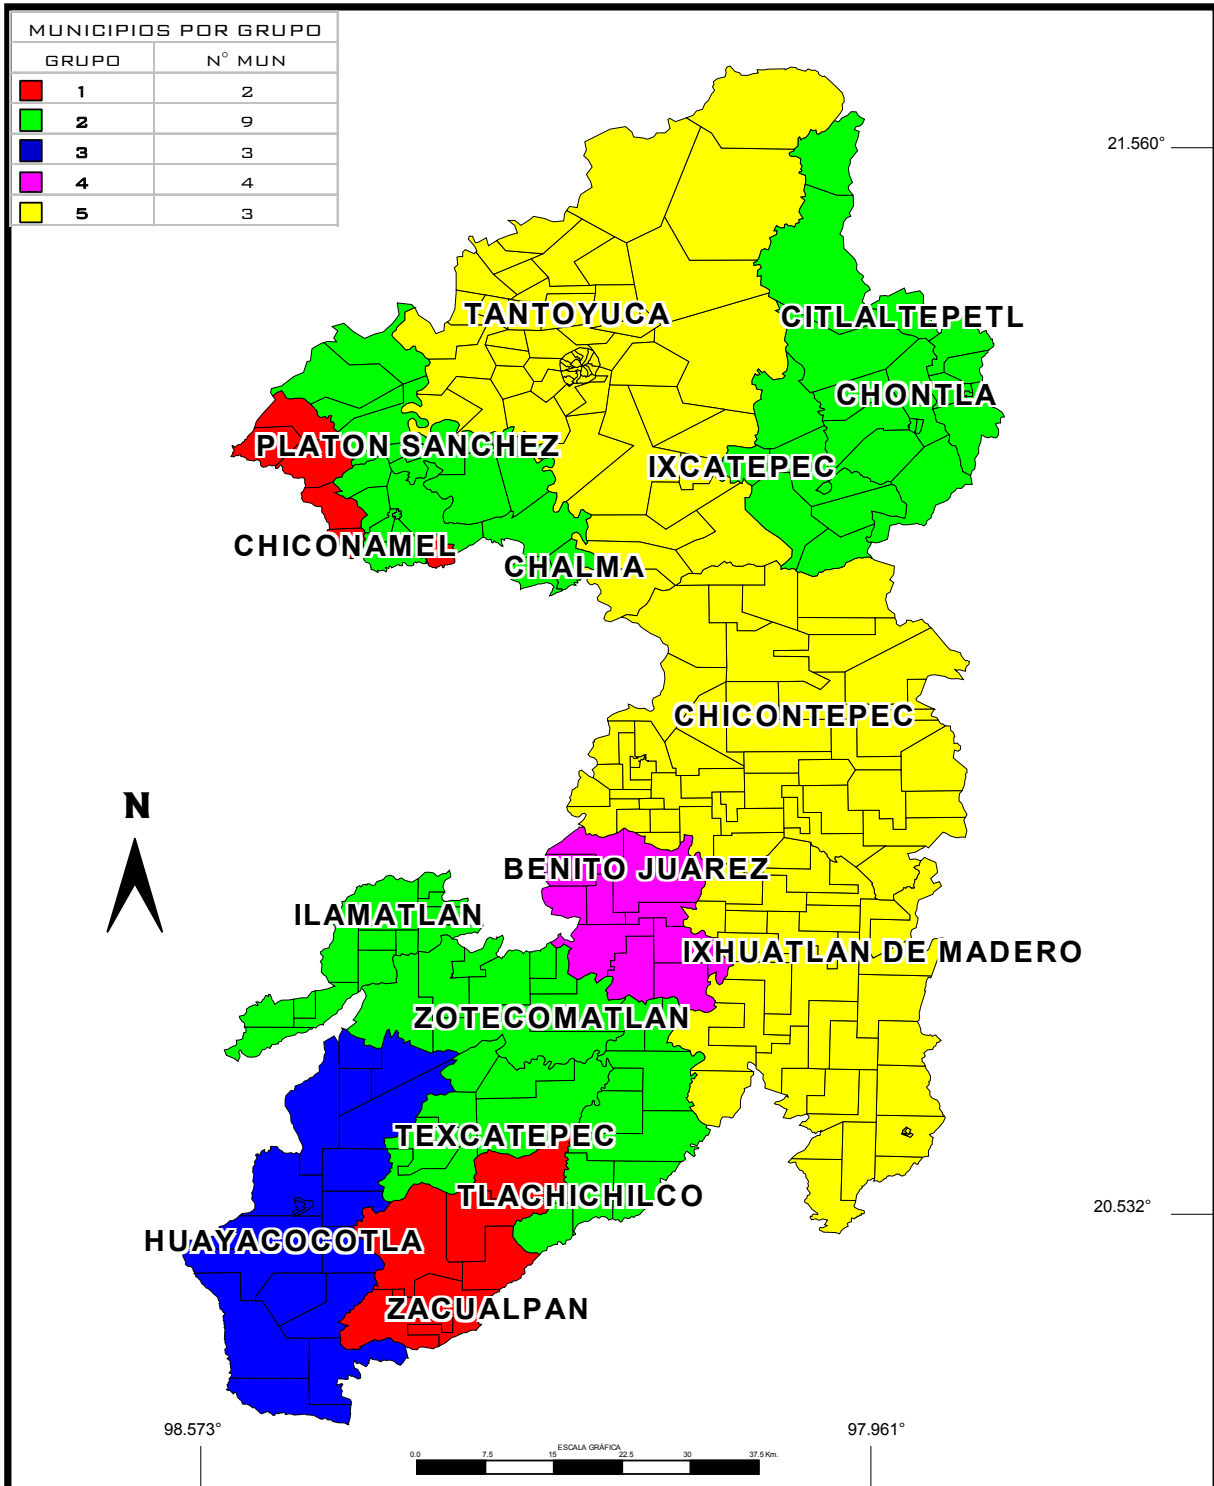 MUNICIPIOS POR GRUPO
GRUPO N° MUN
1 2
2 9
3 3
4 4
5 3
21.560°
TANTOYUCA
CITLALTEPETL
CHONTLA
PLATON SANCHEZ
IXCATEPEC
CHICONAMEL
CHALMA
CHICONTEPEC
N
BENITO JUAREZ
ILAMATLAN
IXHUATLAN DE MADERO
ZOTECOMATLAN
TEXCATEPEC
TLACHICHILCO
20.532°
HUAYACOCOTLA
ZACUALPAN
98.573°
97.961°
ESCALA GRÁFICA
0.0 7.5 15 22.5 30 37.5 Km.